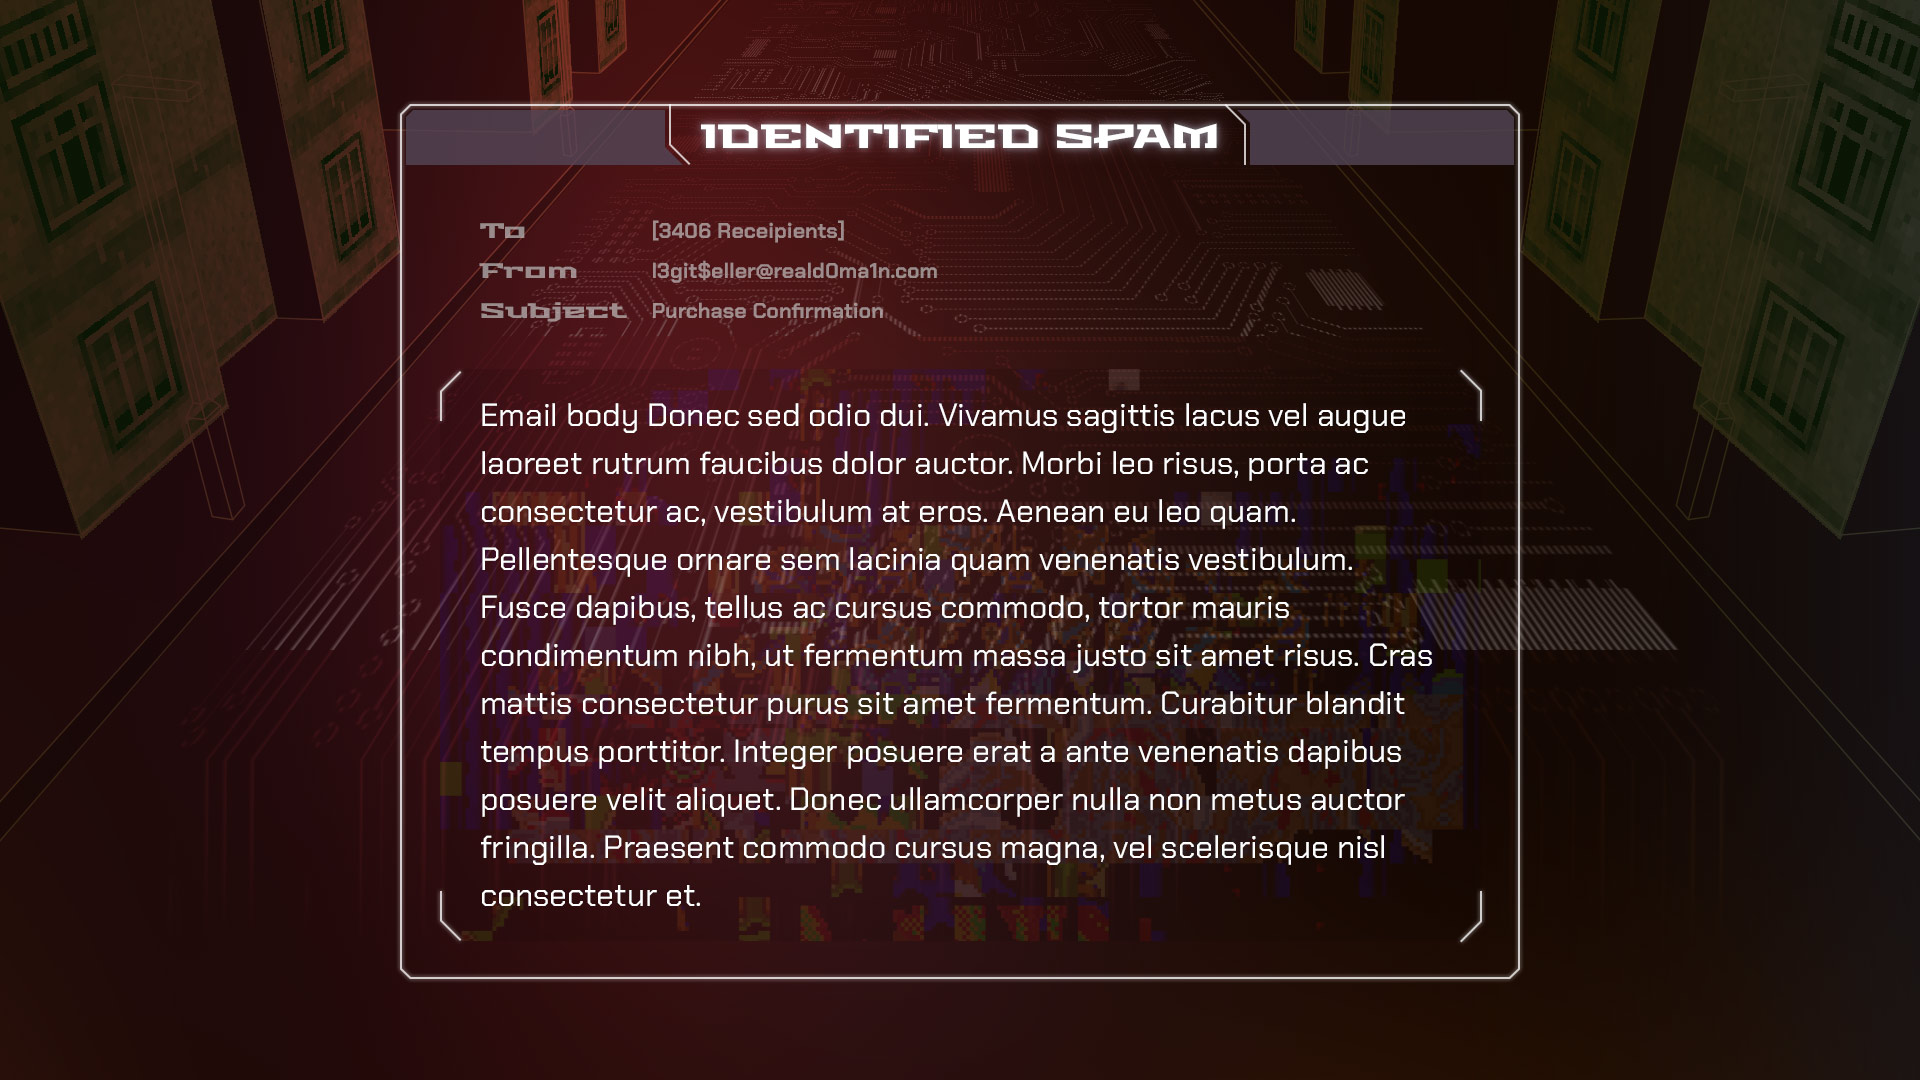 IDENTIFIED SPAM
To [3406 Receipients]
From l3git$eller@reald0ma1n.com
Subject Purchase Confirmation
Email body Donec sed odio dui. Vivamus sagittis lacus vel augue
laoreet rutrum faucibus dolor auctor. Morbi leo risus, porta ac
consectetur ac, vestibulum at eros. Aenean eu leo quam.
Pellentesque ornare sem lacinia quam venenatis vestibulum.
Fusce dapibus, tellus ac cursus commodo, tortor mauris
condimentum nibh, ut fermentum massa justo sit amet risus. Cras
mattis consectetur purus sit amet fermentum. Curabitur blandit
tempus porttitor. Integer posuere erat a ante venenatis dapibus
posuere velit aliquet. Donec ullamcorper nulla non metus auctor
fringilla. Praesent commodo cursus magna, vel scelerisque nisl
consectetur et.